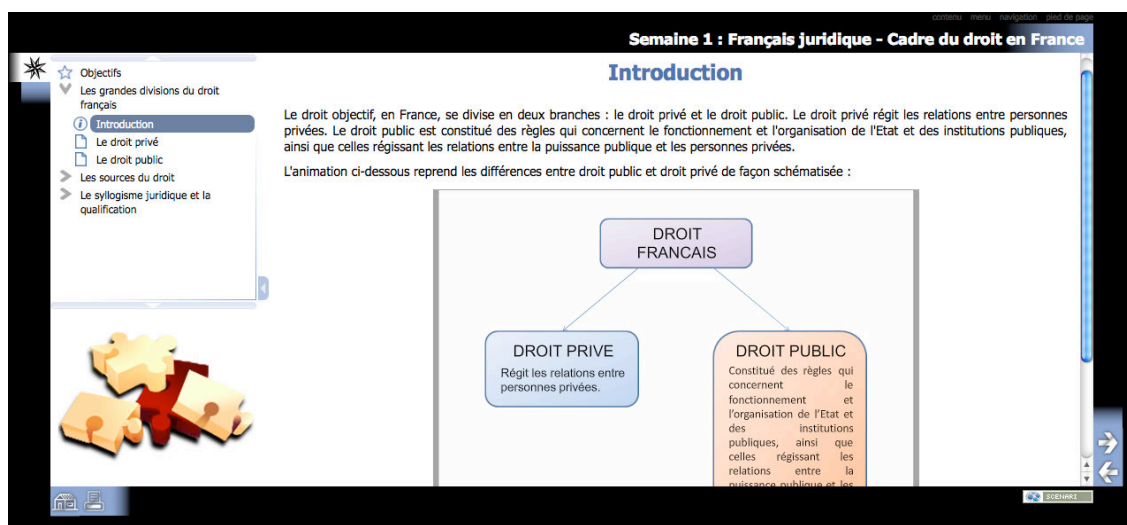 contenu menu navigation pied de page
Semaine 1 : Français juridique - Cadre du droit en France
Objectifs
Les grandes divisions du droit
français
Introduction
Le droit privé
Le droit public
Les sources du droit
Le syllogisme juridique et la
qualification
Introduction
Le droit objectif, en France, se divise en deux branches : le droit privé et le droit public. Le droit privé régit les relations entre personnes
privées. Le droit public est constitué des règles qui concernent le fonctionnement et l'organisation de l'Etat et des institutions publiques,
ainsi que celles régissant les relations entre la puissance publique et les personnes privées.
L'animation ci-dessous reprend les différences entre droit public et droit privé de façon schématisée :
DROIT
FRANCAIS
DROIT PRIVE
Régit les relations entre
personnes privées.
DROIT PUBLIC
Constitué des règles qui
concernent le
fonctionnement et
l'organisation de l'Etat et
des institutions
publiques, ainsi que
celles régissant les
relations entre la
puissance publique et les
SCENARI